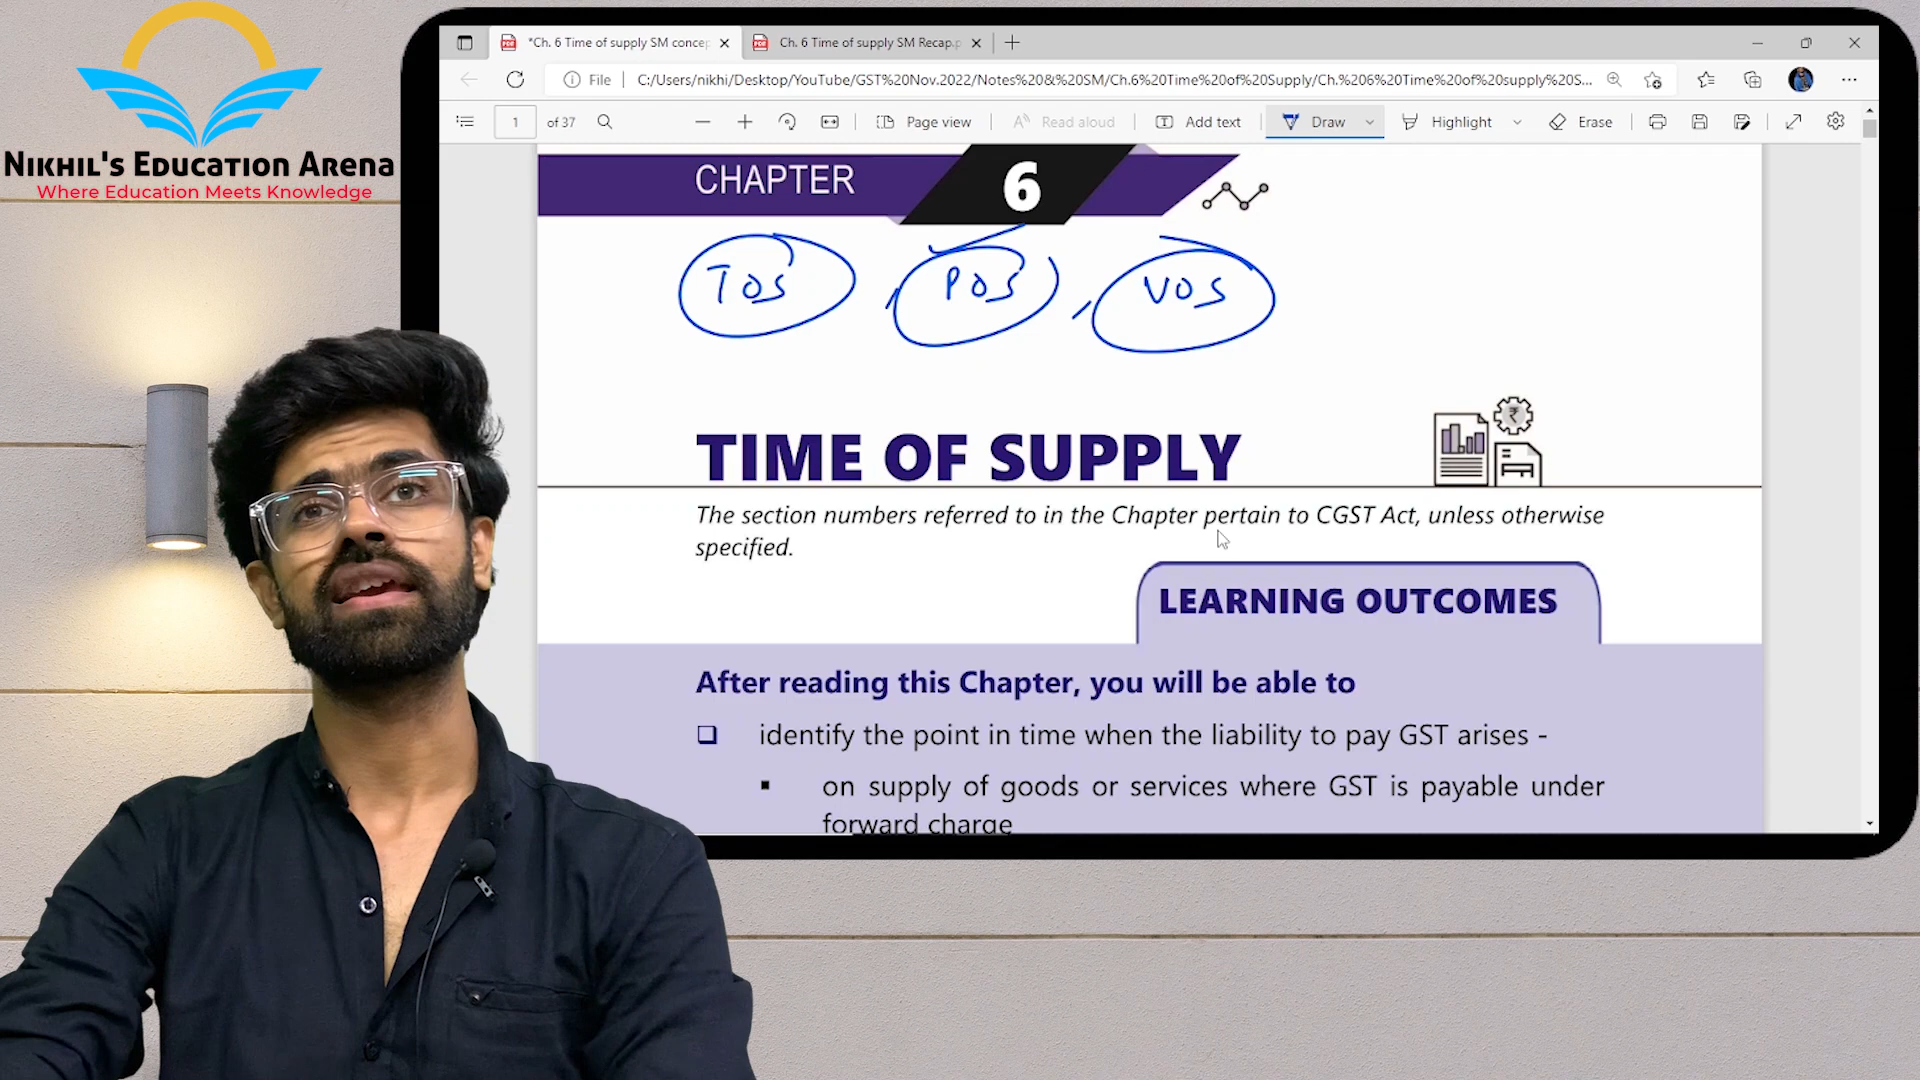 NIKHIL'S EDUCATION ARENA
Where Education Meets Knowledge
*Ch. 6 Time of supply SM concep
Ch. 6 Time of supply SM Recap.p
File
C:/Users/nikhi/Desktop/YouTube/GST%20Nov.2022/Notes%20&%20SM/Ch.6%20Time%20of%20Supply/Ch.%206%20Time%20of%20supply%20S...
1 of 37
Page view
Read aloud
Add text
Draw
Highlight
Erase
CHAPTER 6
TOS , POS , VOS
TIME OF SUPPLY
The section numbers referred to in the Chapter pertain to CGST Act, unless otherwise
specified.
LEARNING OUTCOMES
After reading this Chapter, you will be able to
identify the point in time when the liability to pay GST arises -
on supply of goods or services where GST is payable under
forward charge